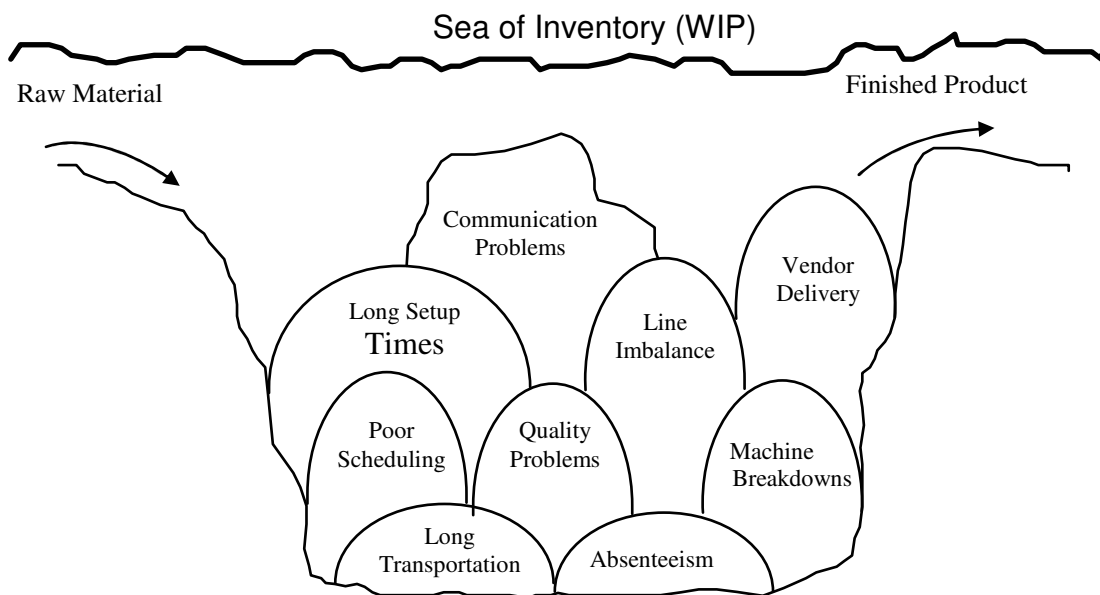 Sea of Inventory (WIP)
Raw Material
Finished Product
Communication
Problems
Vendor
Delivery
Long Setup
Times
Line
Imbalance
Poor
Scheduling
Quality
Problems
Machine
Breakdowns
Long
Transportation
Absenteeism